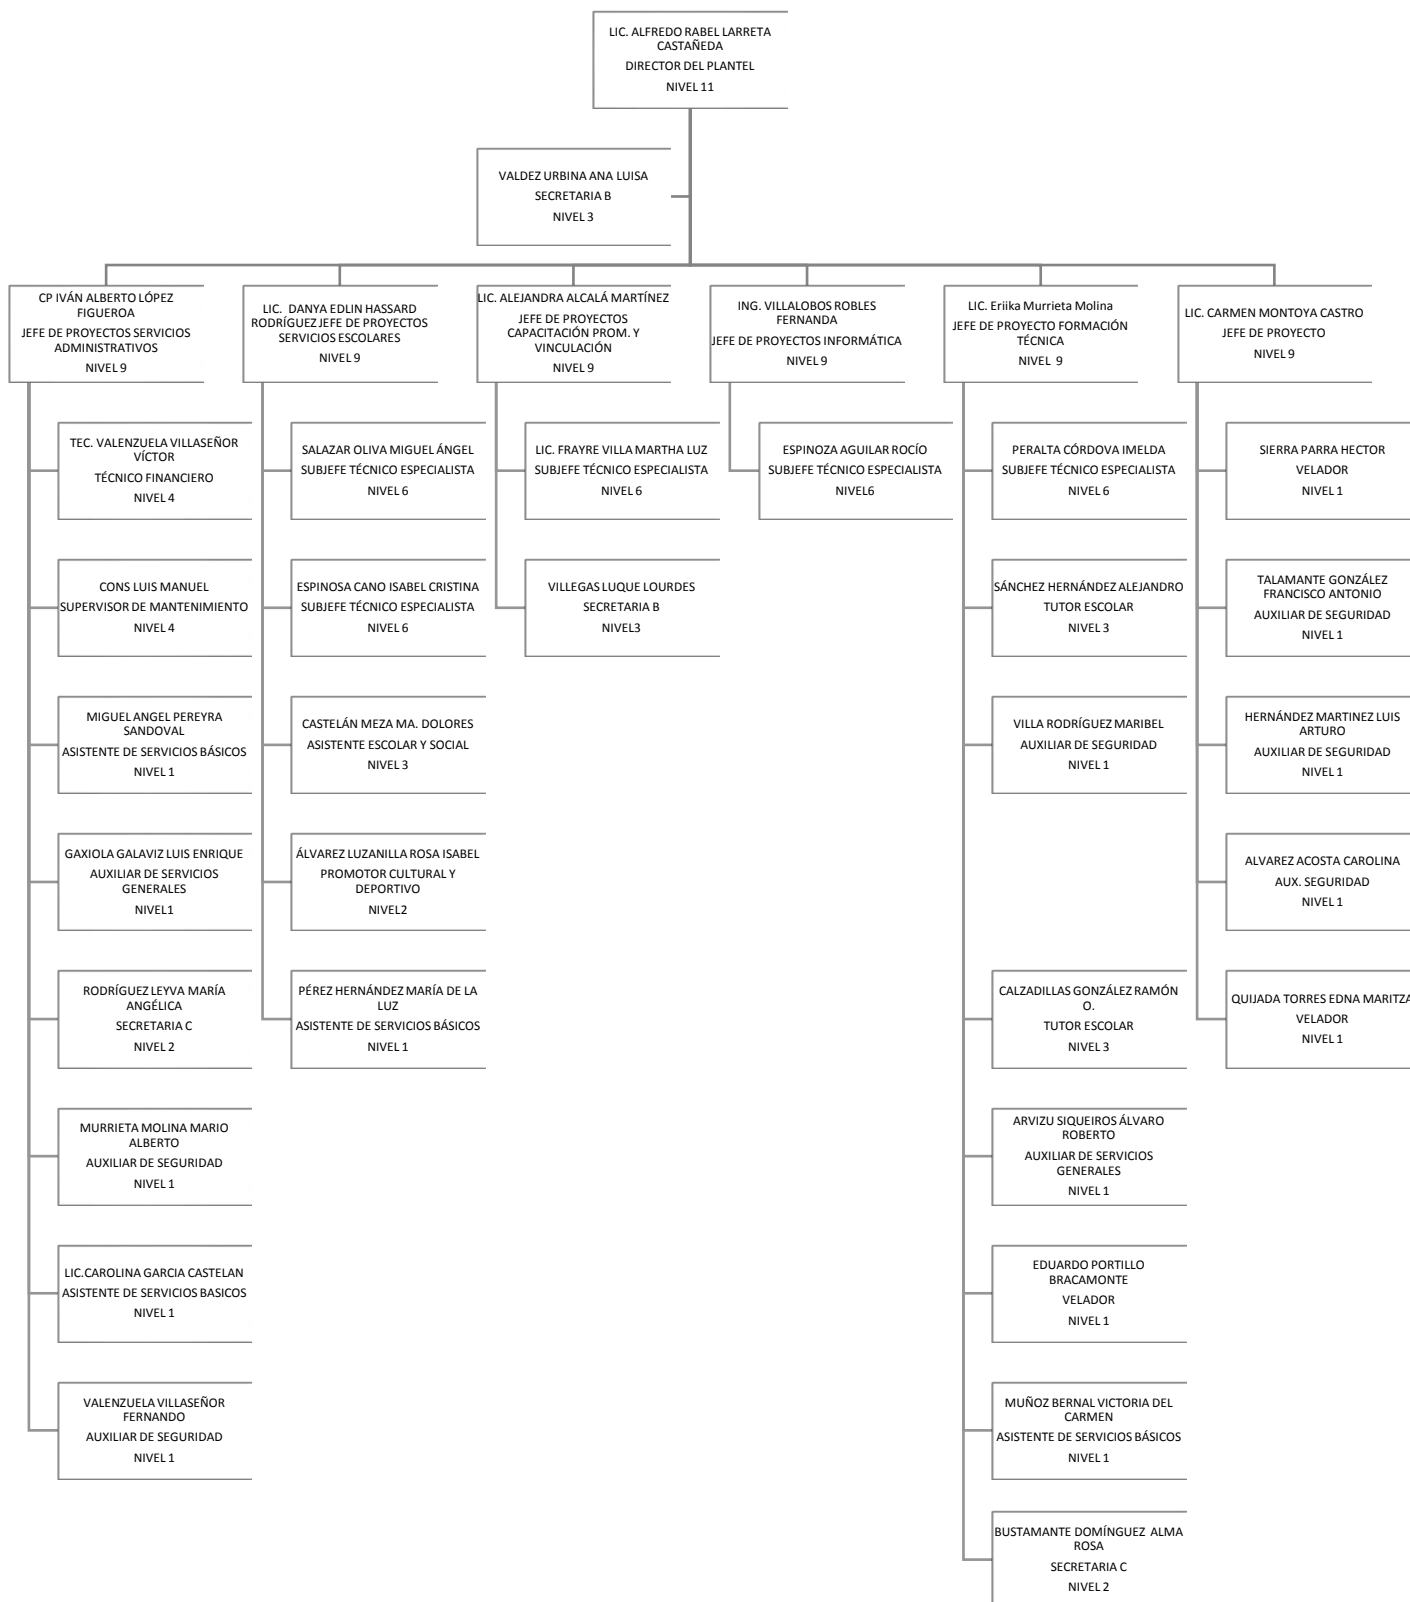 LIC. ALFREDO RABEL LARRETA
CASTAÑEDA
DIRECTOR DEL PLANTEL
NIVEL 11
VALDEZ URBINA ANA LUISA
SECRETARIA B
NIVEL 3
CP IVÁN ALBERTO LÓPEZ
FIGUEROA
JEFE DE PROYECTOS SERVICIOS
ADMINISTRATIVOS
NIVEL 9
TEC. VALENZUELA VILLASEÑOR
VÍCTOR
TÉCNICO FINANCIERO
NIVEL 4
CONS LUIS MANUEL
SUPERVISOR DE MANTENIMIENTO
NIVEL 4
MIGUEL ANGEL PEREYRA
SANDOVAL
ASISTENTE DE SERVICIOS BÁSICOS
NIVEL 1
GAXIOLA GALAVIZ LUIS ENRIQUE
AUXILIAR DE SERVICIOS
GENERALES
NIVEL1
RODRÍGUEZ LEYVA MARÍA
ANGÉLICA
SECRETARIA C
NIVEL 2
MURRIETA MOLINA MARIO
ALBERTO
AUXILIAR DE SEGURIDAD
NIVEL 1
LIC.CAROLINA GARCIA CASTELAN
ASISTENTE DE SERVICIOS BASICOS
NIVEL 1
VALENZUELA VILLASEÑOR
FERNANDO
AUXILIAR DE SEGURIDAD
NIVEL 1
LIC.  DANYA EDLIN HASSARD
RODRÍGUEZ JEFE DE PROYECTOS
SERVICIOS ESCOLARES
NIVEL 9
SALAZAR OLIVA MIGUEL ÁNGEL
SUBJEFE TÉCNICO ESPECIALISTA
NIVEL 6
ESPINOSA CANO ISABEL CRISTINA
SUBJEFE TÉCNICO ESPECIALISTA
NIVEL 6
CASTELÁN MEZA MA. DOLORES
ASISTENTE ESCOLAR Y SOCIAL
NIVEL 3
ÁLVAREZ LUZANILLA ROSA ISABEL
PROMOTOR CULTURAL Y
DEPORTIVO
NIVEL2
PÉREZ HERNÁNDEZ MARÍA DE LA
LUZ
ASISTENTE DE SERVICIOS BÁSICOS
NIVEL 1
LIC. ALEJANDRA ALCALÁ MARTÍNEZ
JEFE DE PROYECTOS
CAPACITACIÓN PROM. Y
VINCULACIÓN
NIVEL 9
LIC. FRAYRE VILLA MARTHA LUZ
SUBJEFE TÉCNICO ESPECIALISTA
NIVEL 6
VILLEGAS LUQUE LOURDES
SECRETARIA B
NIVEL3
ING. VILLALOBOS ROBLES
FERNANDA
JEFE DE PROYECTOS INFORMÁTICA
NIVEL 9
ESPINOZA AGUILAR ROCÍO
SUBJEFE TÉCNICO ESPECIALISTA
NIVEL6
LIC. Eriika Murrieta Molina
JEFE DE PROYECTO FORMACIÓN
TÉCNICA
NIVEL  9
PERALTA CÓRDOVA IMELDA
SUBJEFE TÉCNICO ESPECIALISTA
NIVEL 6
SÁNCHEZ HERNÁNDEZ ALEJANDRO
TUTOR ESCOLAR
NIVEL 3
VILLA RODRÍGUEZ MARIBEL
AUXILIAR DE SEGURIDAD
NIVEL 1
CALZADILLAS GONZÁLEZ RAMÓN
O.
TUTOR ESCOLAR
NIVEL 3
ARVIZU SIQUEIROS ÁLVARO
ROBERTO
AUXILIAR DE SERVICIOS
GENERALES
NIVEL 1
EDUARDO PORTILLO
BRACAMONTE
VELADOR
NIVEL 1
MUÑOZ BERNAL VICTORIA DEL
CARMEN
ASISTENTE DE SERVICIOS BÁSICOS
NIVEL 1
BUSTAMANTE DOMÍNGUEZ  ALMA
ROSA
SECRETARIA C
NIVEL 2
LIC. CARMEN MONTOYA CASTRO
JEFE DE PROYECTO
NIVEL 9
SIERRA PARRA HECTOR
VELADOR
NIVEL 1
TALAMANTE GONZÁLEZ
FRANCISCO ANTONIO
AUXILIAR DE SEGURIDAD
NIVEL 1
HERNÁNDEZ MARTINEZ LUIS
ARTURO
AUXILIAR DE SEGURIDAD
NIVEL 1
ALVAREZ ACOSTA CAROLINA
AUX. SEGURIDAD
NIVEL 1
QUIJADA TORRES EDNA MARITZA
VELADOR
NIVEL 1